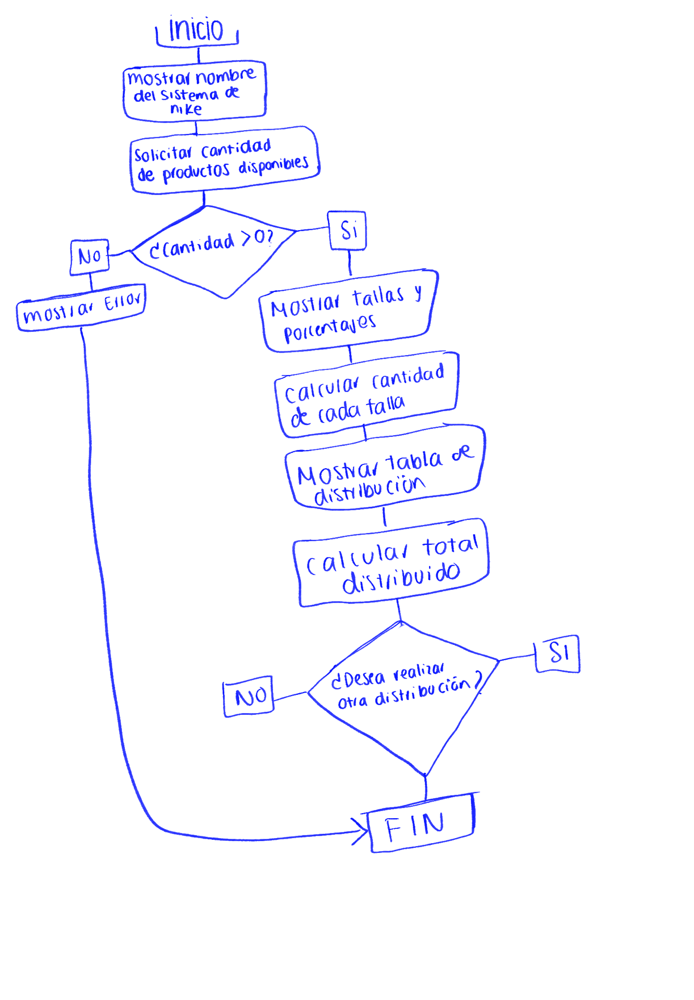 inicio
mostrar nombre
del sistema de
nike
Solicitar cantidad
de productos disponibles
¿Cantidad > 0?
Si
No
mostrar Error
Mostrar tallas y
porcentajes
Calcular cantidad
de cada talla
Mostrar tabla de
distribución
Calcular total
distribuido
¿Desea realizar
otra distribución?
SI
NO
FIN